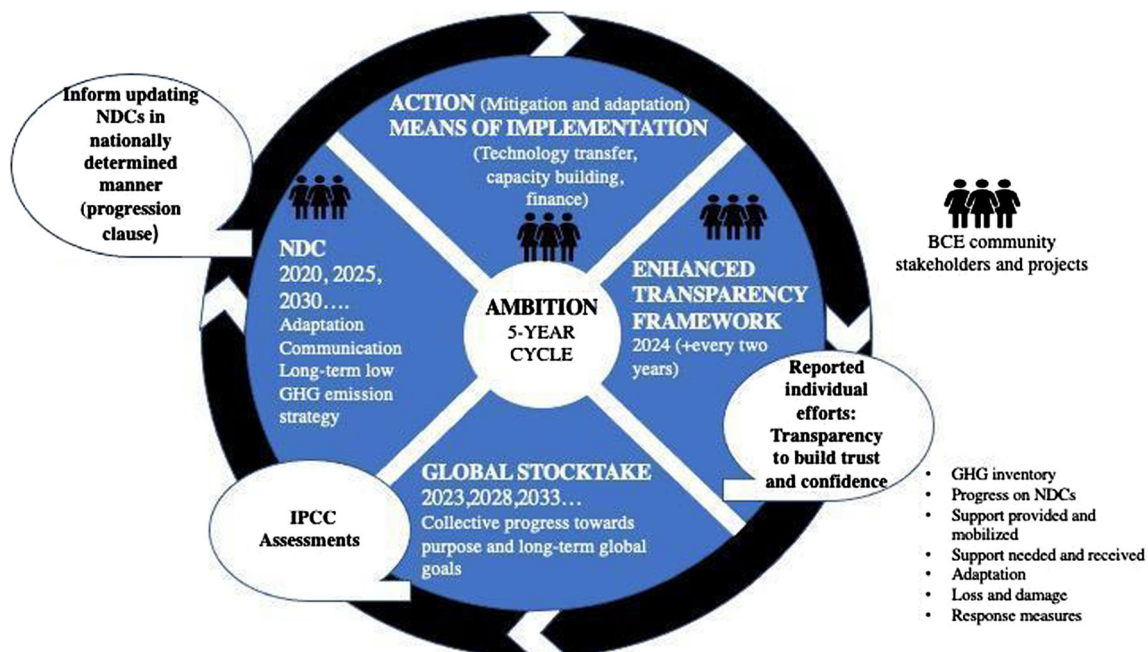 Inform updating
NDCs in
nationally
determined
manner
(progression
clause)
ACTION (Mitigation and adaptation)
MEANS OF IMPLEMENTATION
(Technology transfer,
capacity building,
finance)
NDC
2020, 2025,
2030....
Adaptation
Communication
Long-term low
GHG emission
strategy
AMBITION
5-YEAR
CYCLE
ENHANCED
TRANSPARENCY
FRAMEWORK
2024 (+every two
years)
BCE community
stakeholders and projects
Reported
individual
efforts:
Transparency
to build trust
and confidence
GLOBAL STOCKTAKE
2023,2028,2033…
Collective progress towards
purpose and long-term global
goals
IPCC
Assessments
• GHG inventory
• Progress on NDCs
• Support provided and
mobilized
• Support needed and received
• Adaptation
• Loss and damage
• Response measures